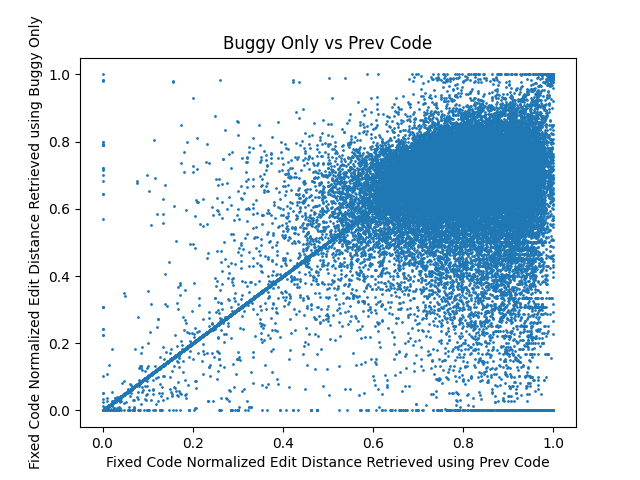 Buggy Only vs Prev Code
Fixed Code Normalized Edit Distance Retrieved using Buggy Only
1.0
0.8
0.6
0.4
0.2
0.0
0.0 0.2 0.4 0.6 0.8 1.0
Fixed Code Normalized Edit Distance Retrieved using Prev Code